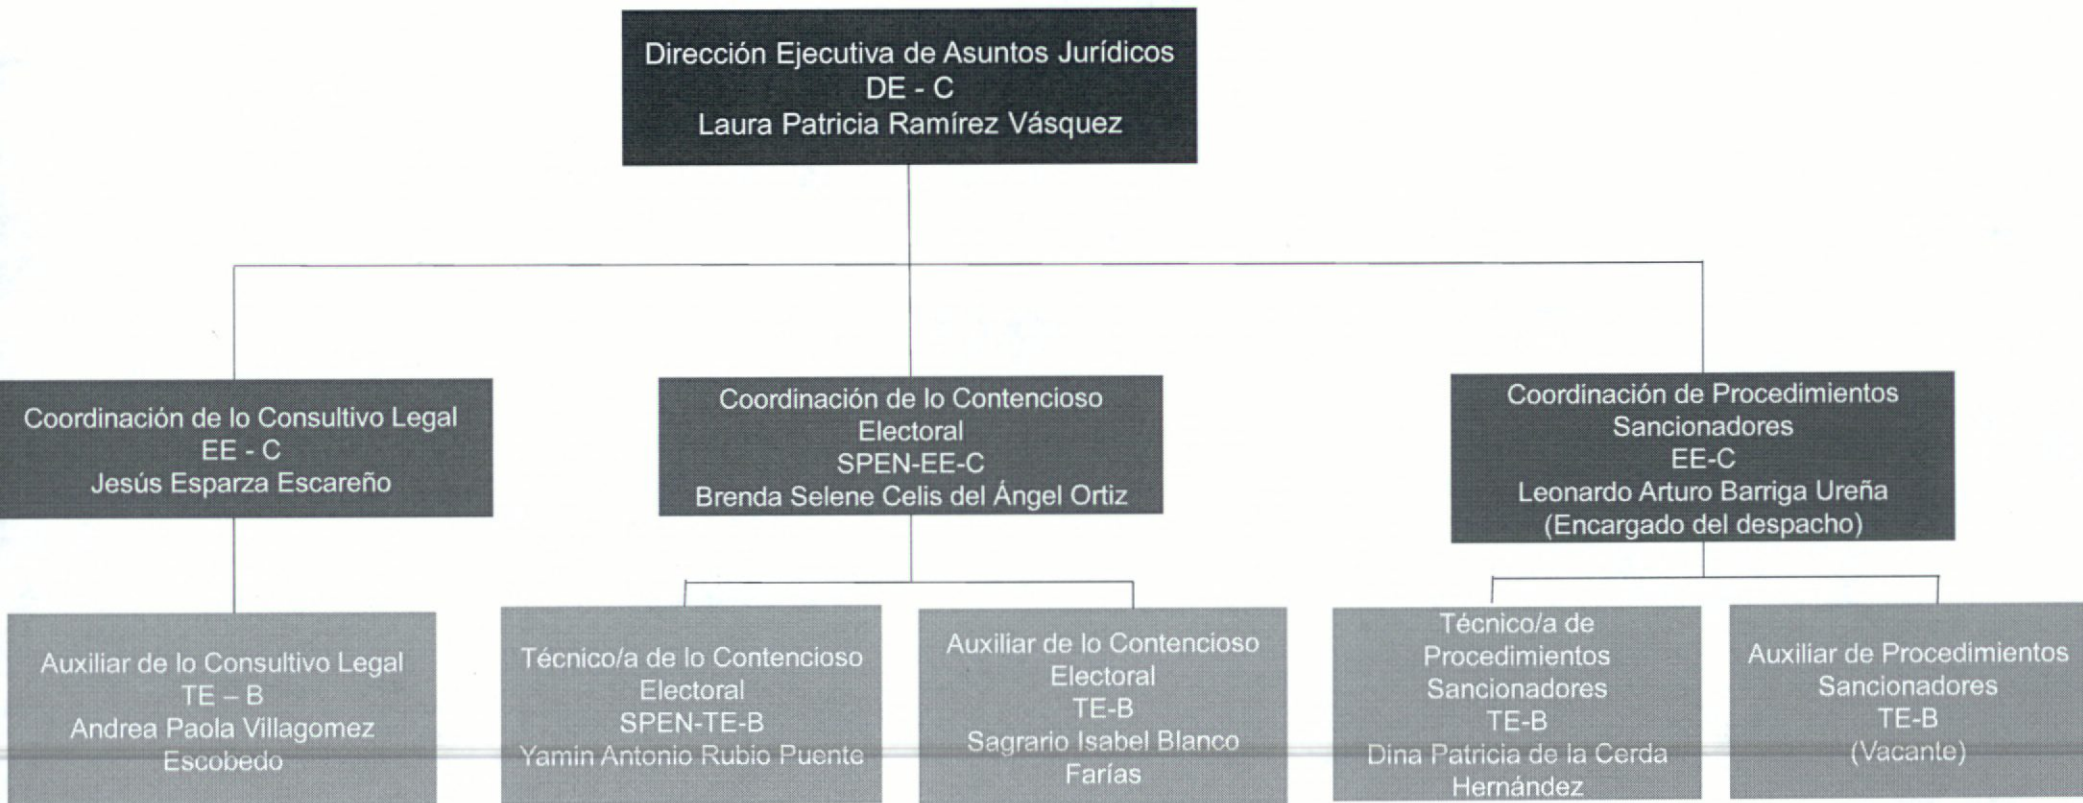 Dirección Ejecutiva de Asuntos Jurídicos
DE - C
Laura Patricia Ramírez Vásquez
Coordinación de lo Consultivo Legal
EE - C
Jesús Esparza Escareño
Coordinación de lo Contencioso
Electoral
SPEN-EE-C
Brenda Selene Celis del Ángel Ortiz
Coordinación de Procedimientos
Sancionadores
EE-C
Leonardo Arturo Barriga Ureña
(Encargado del despacho)
Auxiliar de lo Consultivo Legal
TE – B
Andrea Paola Villagomez
Escobedo
Técnico/a de lo Contencioso
Electoral
SPEN-TE-B
Yamin Antonio Rubio Puente
Auxiliar de lo Contencioso
Electoral
TE-B
Sagrario Isabel Blanco
Farías
Técnico/a de
Procedimientos
Sancionadores
TE-B
Dina Patricia de la Cerda
Hernández
Auxiliar de Procedimientos
Sancionadores
TE-B
(Vacante)